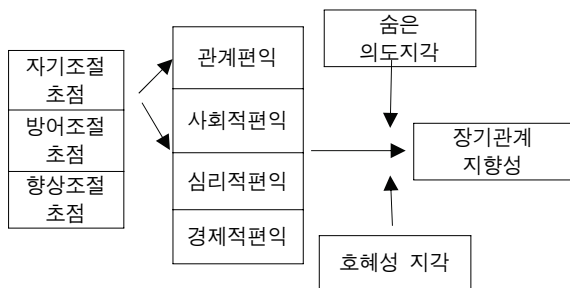 자기조절
초점
방어조절
초점
향상조절
초점
관계편익
사회적편익
심리적편익
경제적편익
숨은
의도지각
장기관계
지향성
호혜성 지각